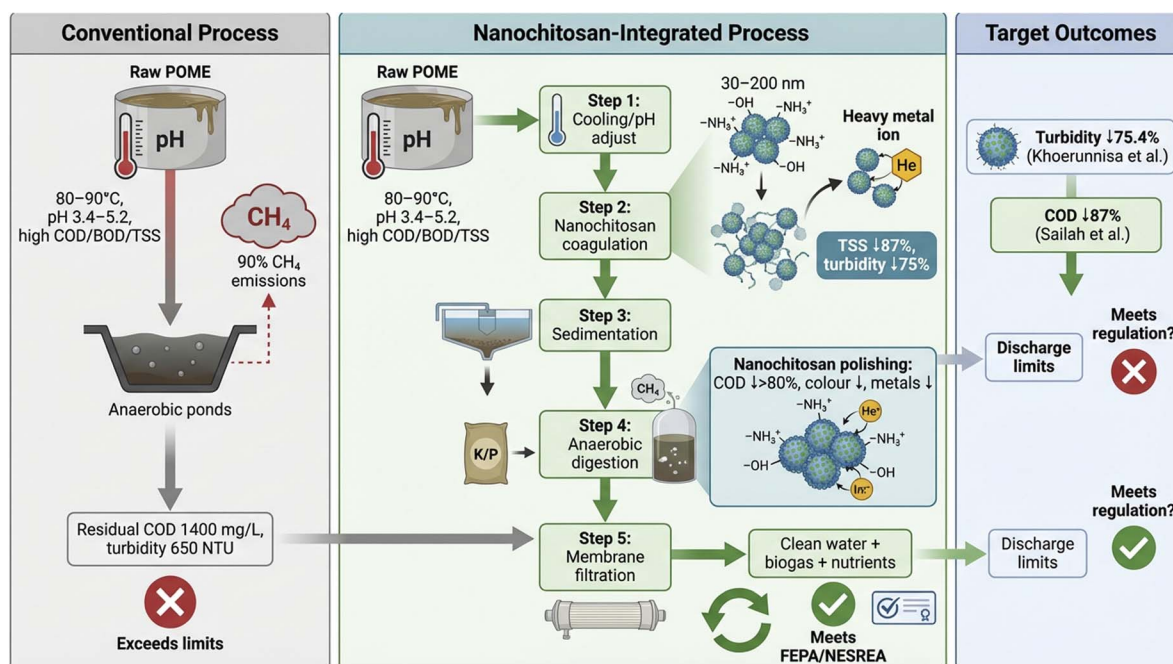 Conventional Process
Raw POME
pH
80–90°C,
pH 3.4–5.2,
high COD/BOD/TSS
CH₄
90% CH₄
emissions
Anaerobic ponds
Residual COD 1400 mg/L,
turbidity 650 NTU
Exceeds limits
Nanochitosan-Integrated Process
Raw POME
pH
80–90°C,
pH 3.4–5.2,
high COD/BOD/TSS
Step 1:
Cooling/pH
adjust
Step 2:
Nanochitosan
coagulation
30–200 nm
–OH
–NH₃⁺
–NH₃⁺
–NH₃⁺
–NH₃⁺
–OH
Heavy metal
ion
He
TSS ↓87%,
turbidity ↓75%
Step 3:
Sedimentation
K/P
Step 4:
Anaerobic
digestion
CH₄
Nanochitosan polishing:
COD ↓>80%, colour ↓, metals ↓
–NH₃⁺
–NH₃⁺
–NH₃⁺
–OH
–OH
Step 5:
Membrane
filtration
Clean water +
biogas + nutrients
Meets
FEPA/NESREA
Target Outcomes
Turbidity ↓75.4%
(Khoerunnisa et al.)
COD ↓87%
(Sailah et al.)
Discharge
limits
Meets
regulation?
Discharge
limits
Meets
regulation?